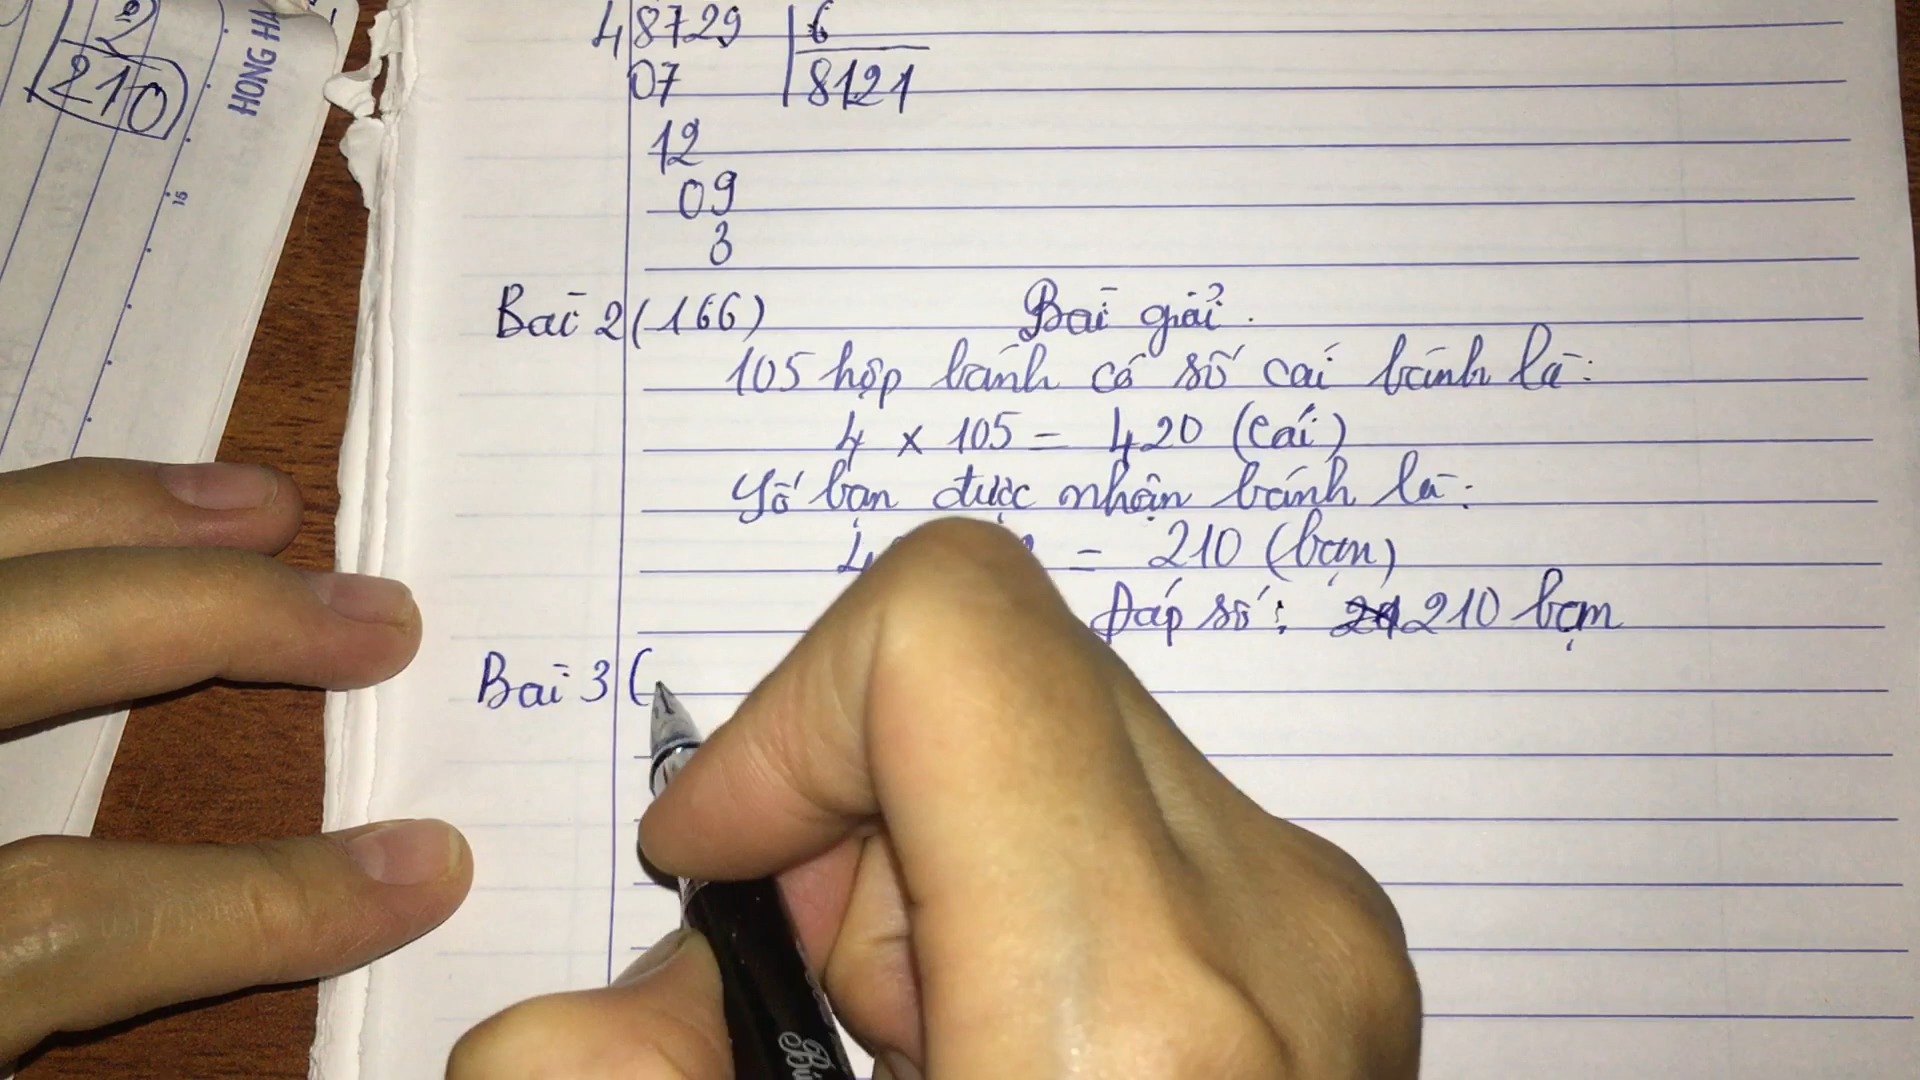 2
210
HONG HA
15
48729 6
07 8121
12
09
3
Bài 2 (166) Bài giải.
105 hộp bánh có số cái bánh là:
4 × 105 = 420 (cái)
Số bạn được nhận bánh là:
= 210 (bạn)
Đáp số: 210 bạn
Bài 3 (